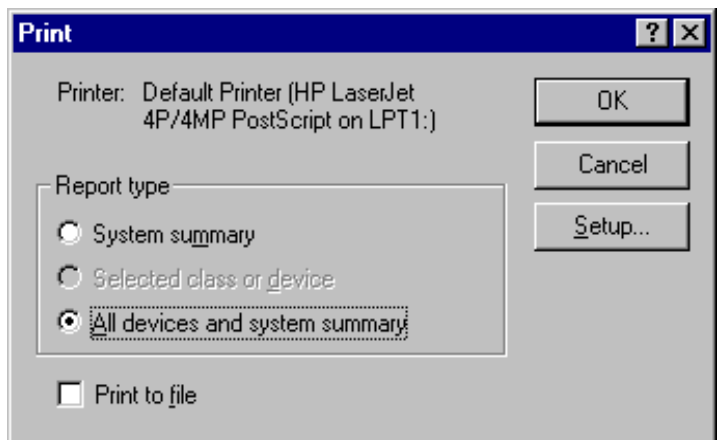 Print
Printer: Default Printer (HP LaserJet
4P/4MP PostScript on LPT1:)
OK
Cancel
Setup...
Report type
System summary
Selected class or device
All devices and system summary
Print to file